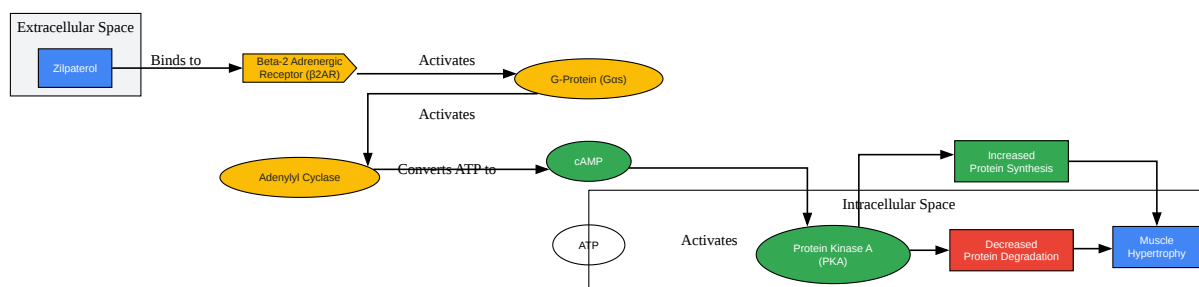 Extracellular Space
Zilpaterol
Binds to
Beta-2 Adrenergic
Receptor (β2AR)
Activates
G-Protein (Gαs)
Activates
Adenylyl Cyclase
Converts ATP to
cAMP
Increased
Protein Synthesis
Intracellular Space
ATP
Activates
Protein Kinase A
(PKA)
Decreased
Protein Degradation
Muscle
Hypertrophy